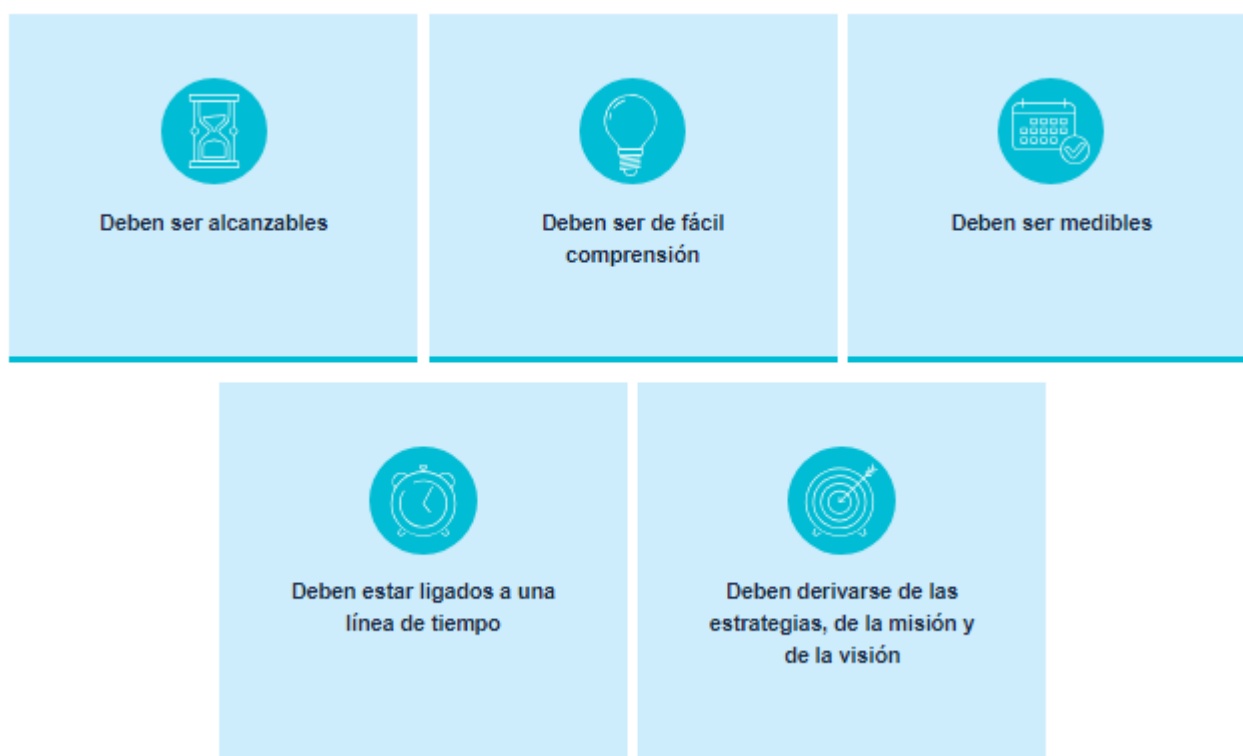 Deben ser alcanzables
Deben ser de fácil
comprensión
Deben ser medibles
Deben estar ligados a una
línea de tiempo
Deben derivarse de las
estrategias, de la misión y
de la visión